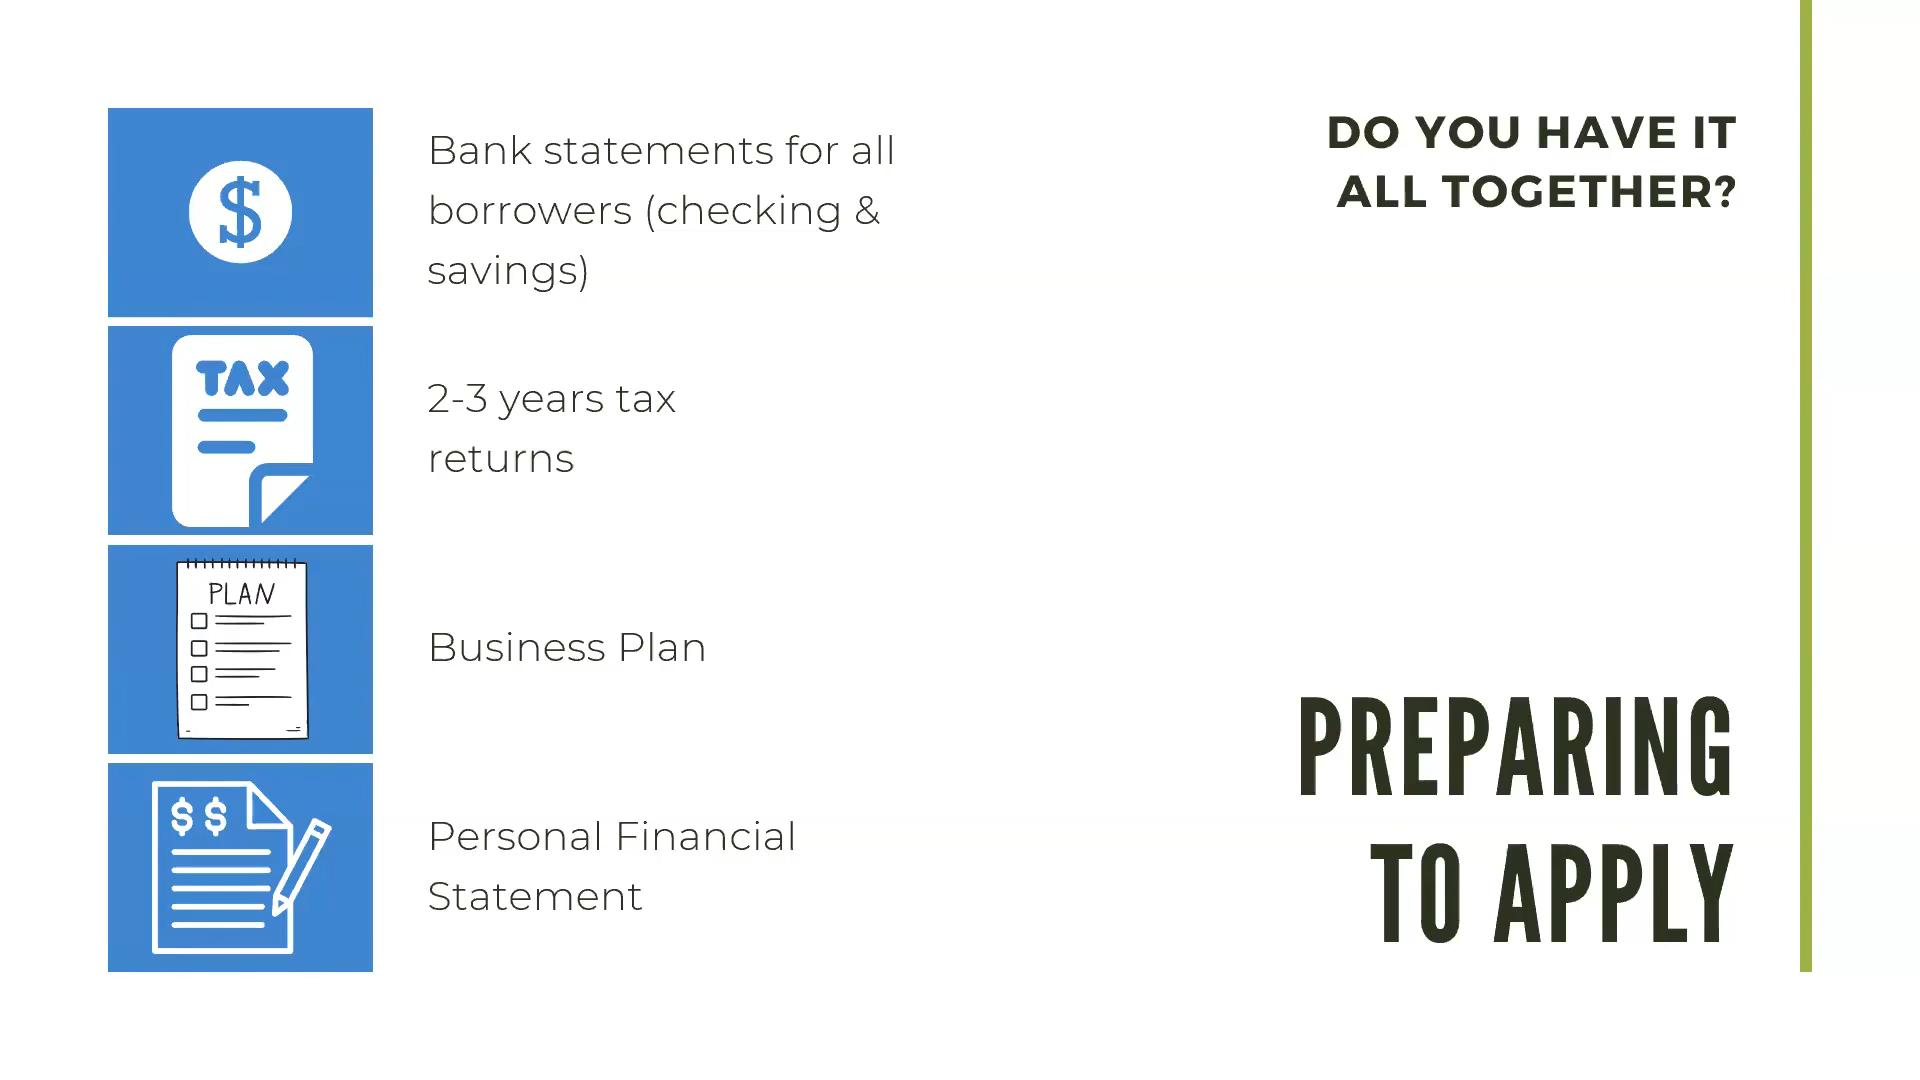 $
Bank statements for all
borrowers (checking &
savings)
TAX
2-3 years tax
returns
PLAN
Business Plan
$ $
Personal Financial
Statement
DO YOU HAVE IT
ALL TOGETHER?
PREPARING
TO APPLY